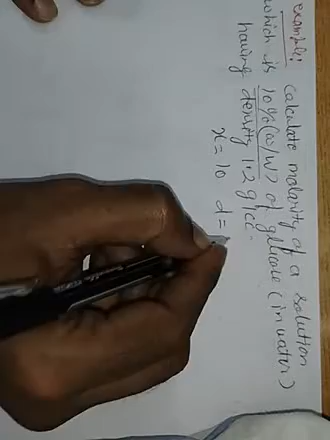 example: Calculate molarity of a solution
which is 10%(w/w) of glucose (in water)
having density 1.2 g/cc.
x = 10 d =